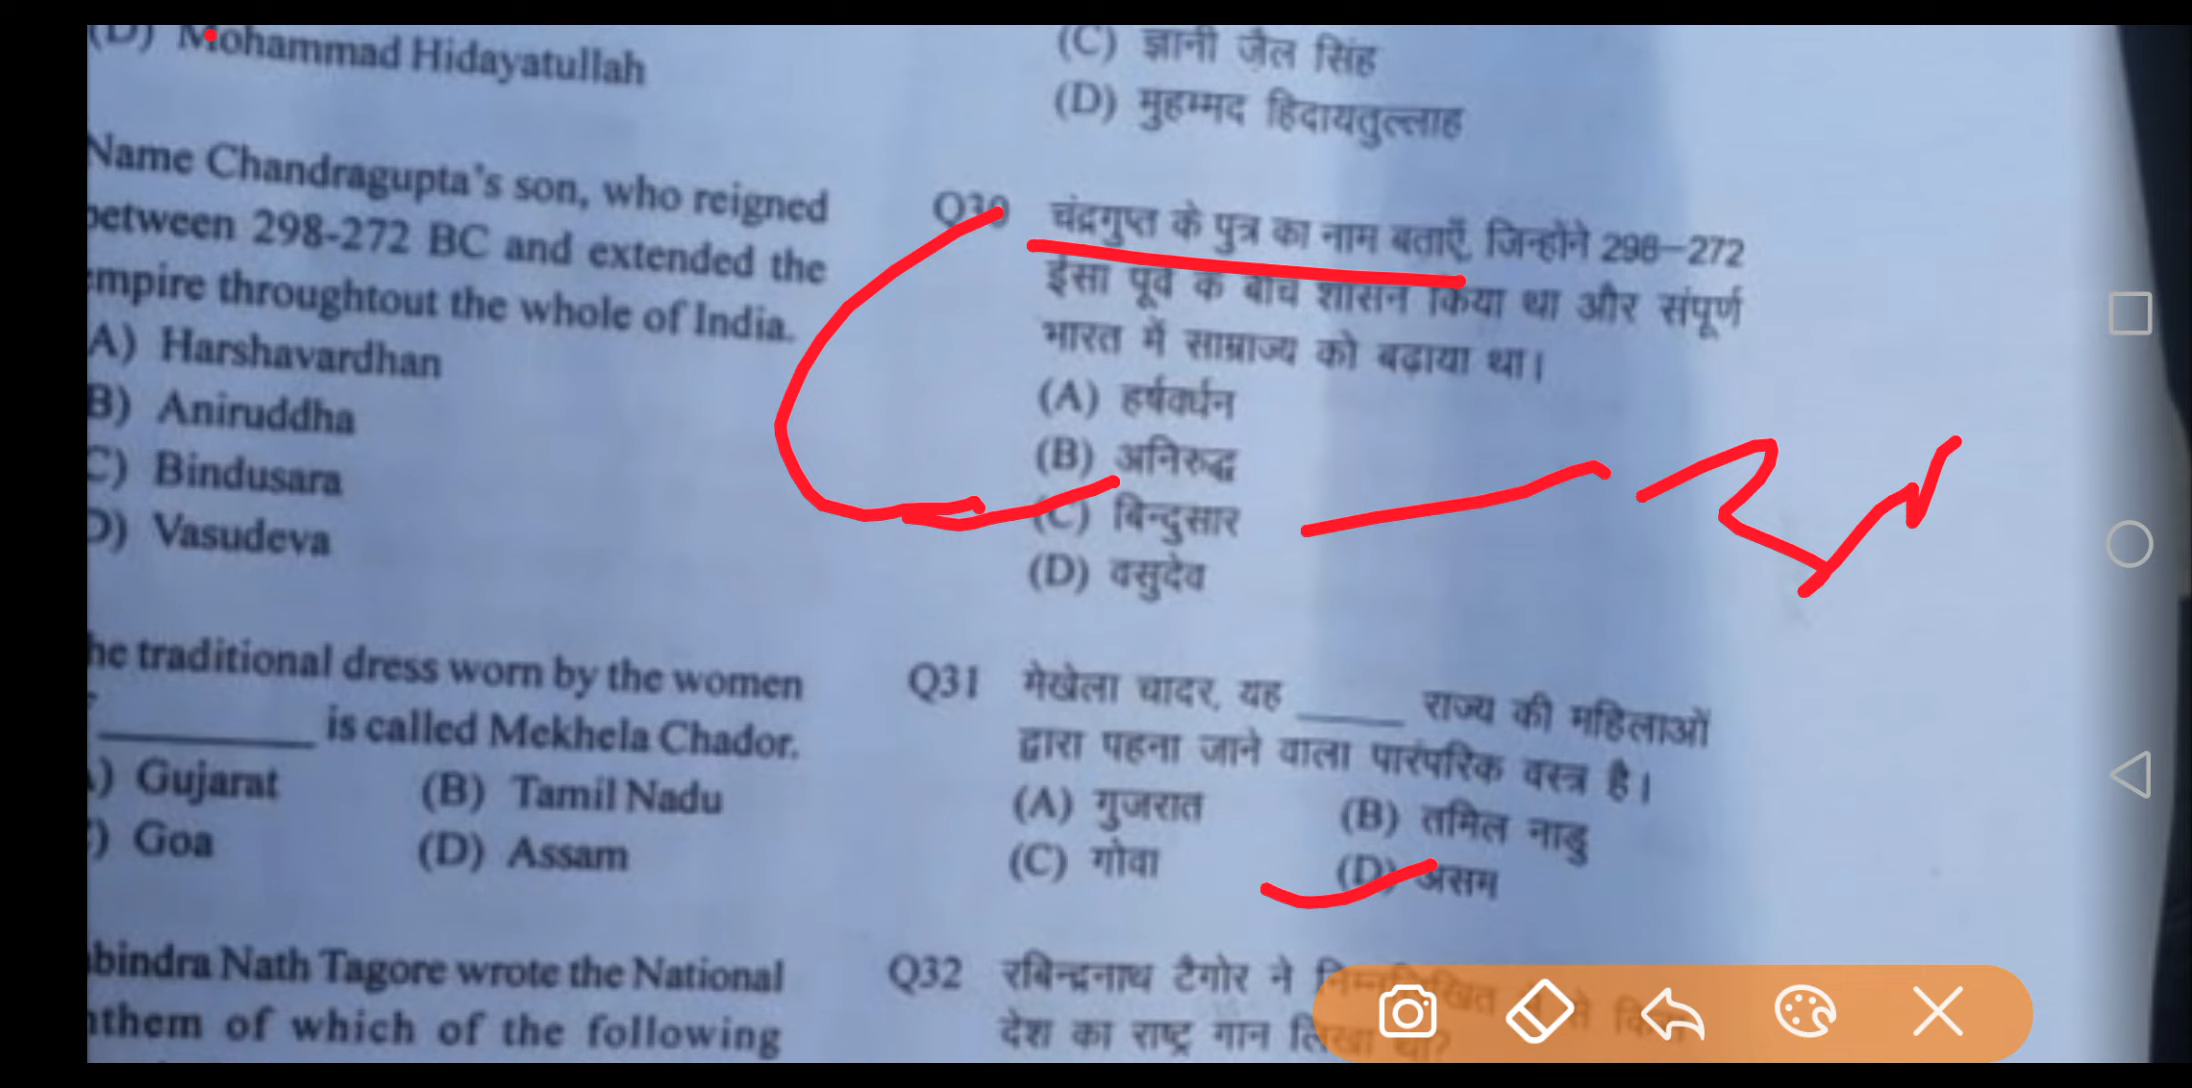 (D) Mohammad Hidayatullah
Name Chandragupta's son, who reigned
between 298-272 BC and extended the
empire throughtout the whole of India.
A) Harshavardhan
B) Aniruddha
C) Bindusara
D) Vasudeva
he traditional dress worn by the women
is called Mekhela Chador.
) Gujarat (B) Tamil Nadu
) Goa (D) Assam
bindra Nath Tagore wrote the National
them of which of the following
(C) ज्ञानी जैल सिंह
(D) मुहम्मद हिदायतुल्लाह
Q30 चंद्रगुप्त के पुत्र का नाम बताएँ, जिन्होंने 298-272
ईसा पूर्व के बीच शासन किया था और संपूर्ण
भारत में साम्राज्य को बढ़ाया था।
(A) हर्षवर्धन
(B) अनिरुद्ध
(C) बिन्दुसार
(D) वसुदेव
Q31 मेखेला चादर, यह _____ राज्य की महिलाओं
द्वारा पहना जाने वाला पारंपरिक वस्त्र है।
(A) गुजरात (B) तमिल नाडु
(C) गोवा (D) असम
Q32 रबिन्द्रनाथ टैगोर ने निम्नलिखित में से किस
देश का राष्ट्र गान लिखा था?